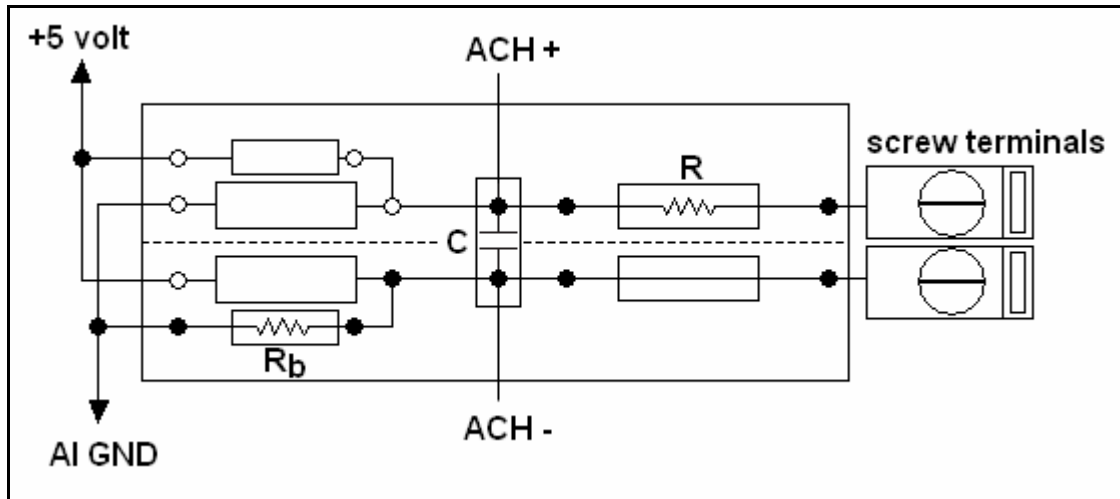 +5 volt
ACH +
screw terminals
R
C
Rb
ACH -
AI GND